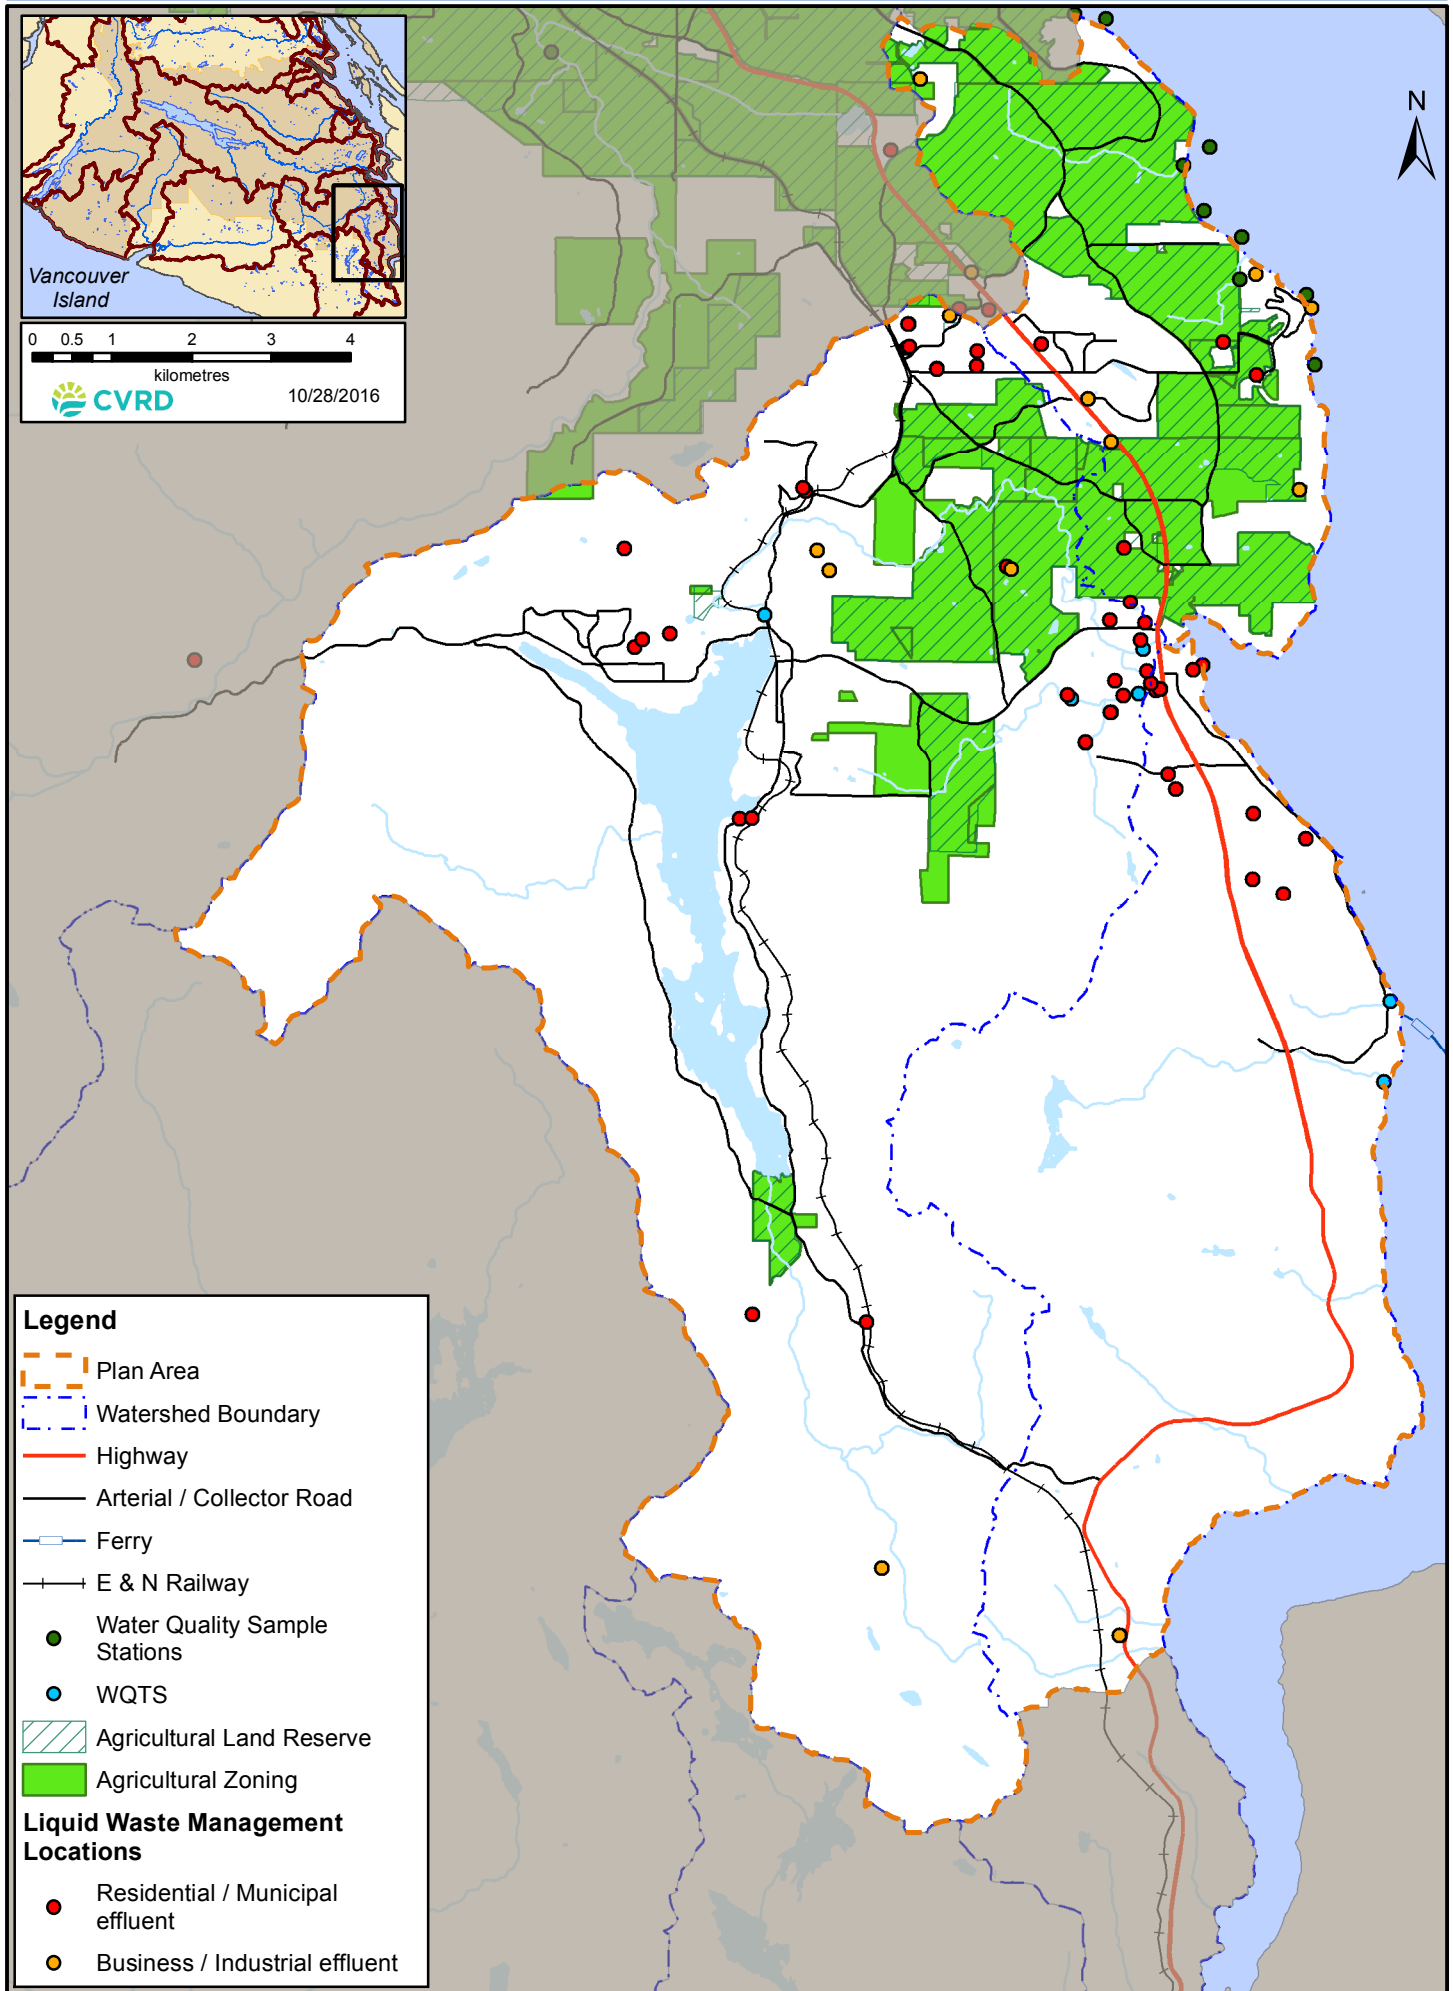 Vancouver
Island
0 0.5 1 2 3 4
kilometres
CVRD
10/28/2016
N
Legend
Plan Area
Watershed Boundary
Highway
Arterial / Collector Road
Ferry
E & N Railway
Water Quality Sample
Stations
WQTS
Agricultural Land Reserve
Agricultural Zoning
Liquid Waste Management
Locations
Residential / Municipal
effluent
Business / Industrial effluent